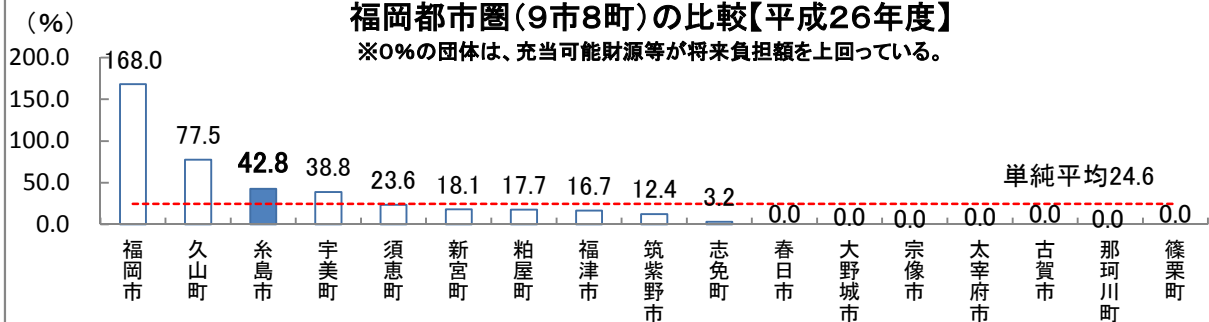 福岡都市圏(9市8町)の比較【平成26年度】
※0%の団体は、充当可能財源等が将来負担額を上回っている。
(%)
200.0
150.0
100.0
50.0
0.0
168.0
77.5
42.8
38.8
23.6
18.1
17.7
16.7
12.4
3.2
0.0
0.0
0.0
0.0
0.0
0.0
0.0
単純平均24.6
福岡市
久山町
糸島市
宇美町
須恵町
新宮町
粕屋町
福津市
筑紫野市
志免町
春日市
大野城市
宗像市
太宰府市
古賀市
那珂川町
篠栗町